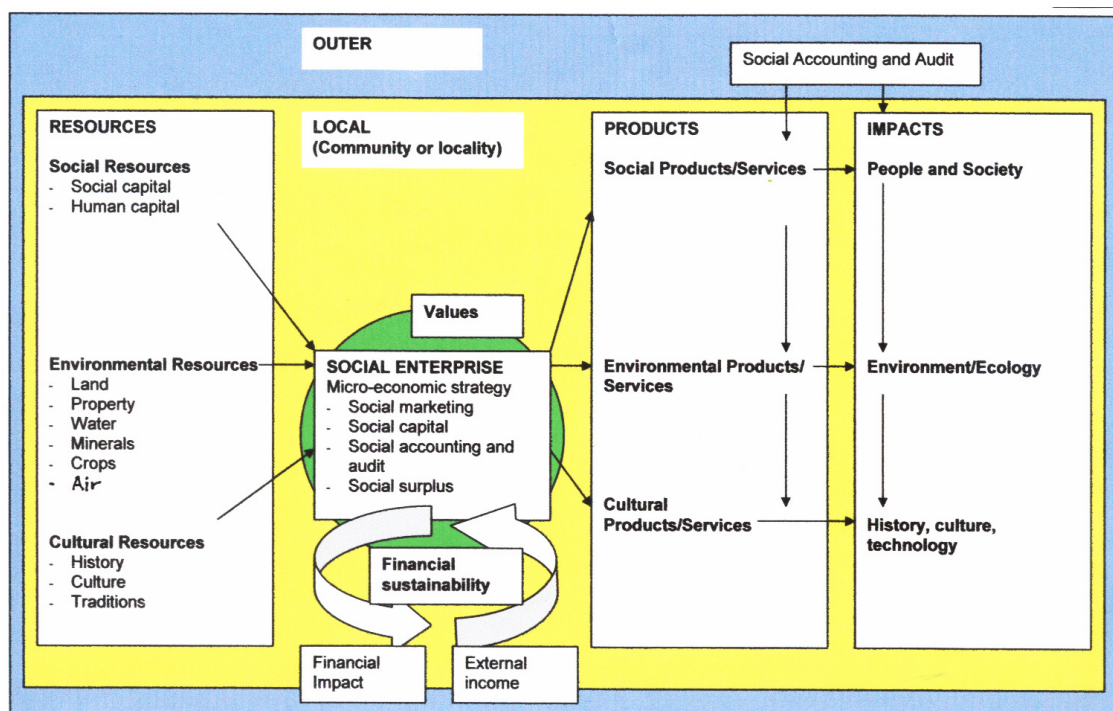 OUTER
Social Accounting and Audit
RESOURCES
Social Resources
- Social capital
- Human capital
Environmental Resources
- Land
- Property
- Water
- Minerals
- Crops
- Air
Cultural Resources
- History
- Culture
- Traditions
LOCAL
(Community or locality)
Values
SOCIAL ENTERPRISE
Micro-economic strategy
- Social marketing
- Social capital
- Social accounting and
audit
- Social surplus
Financial
sustainability
Financial
Impact
External
income
PRODUCTS
Social Products/Services
Environmental Products/
Services
Cultural
Products/Services
IMPACTS
People and Society
Environment/Ecology
History, culture,
technology